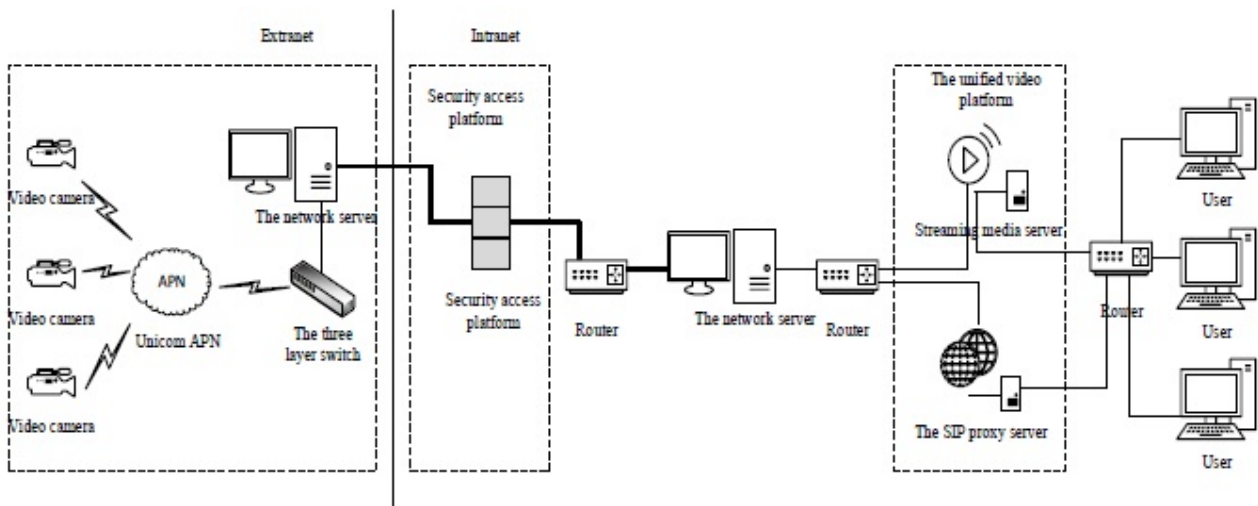 Extranet
Intranet
Security access
platform
The unified video
platform
Video camera
The network server
User
Streaming media server
Video camera
APN
Unicom APN
The three
layer switch
Security access
platform
Router
The network server
Router
Router
User
Video camera
The SIP proxy server
User